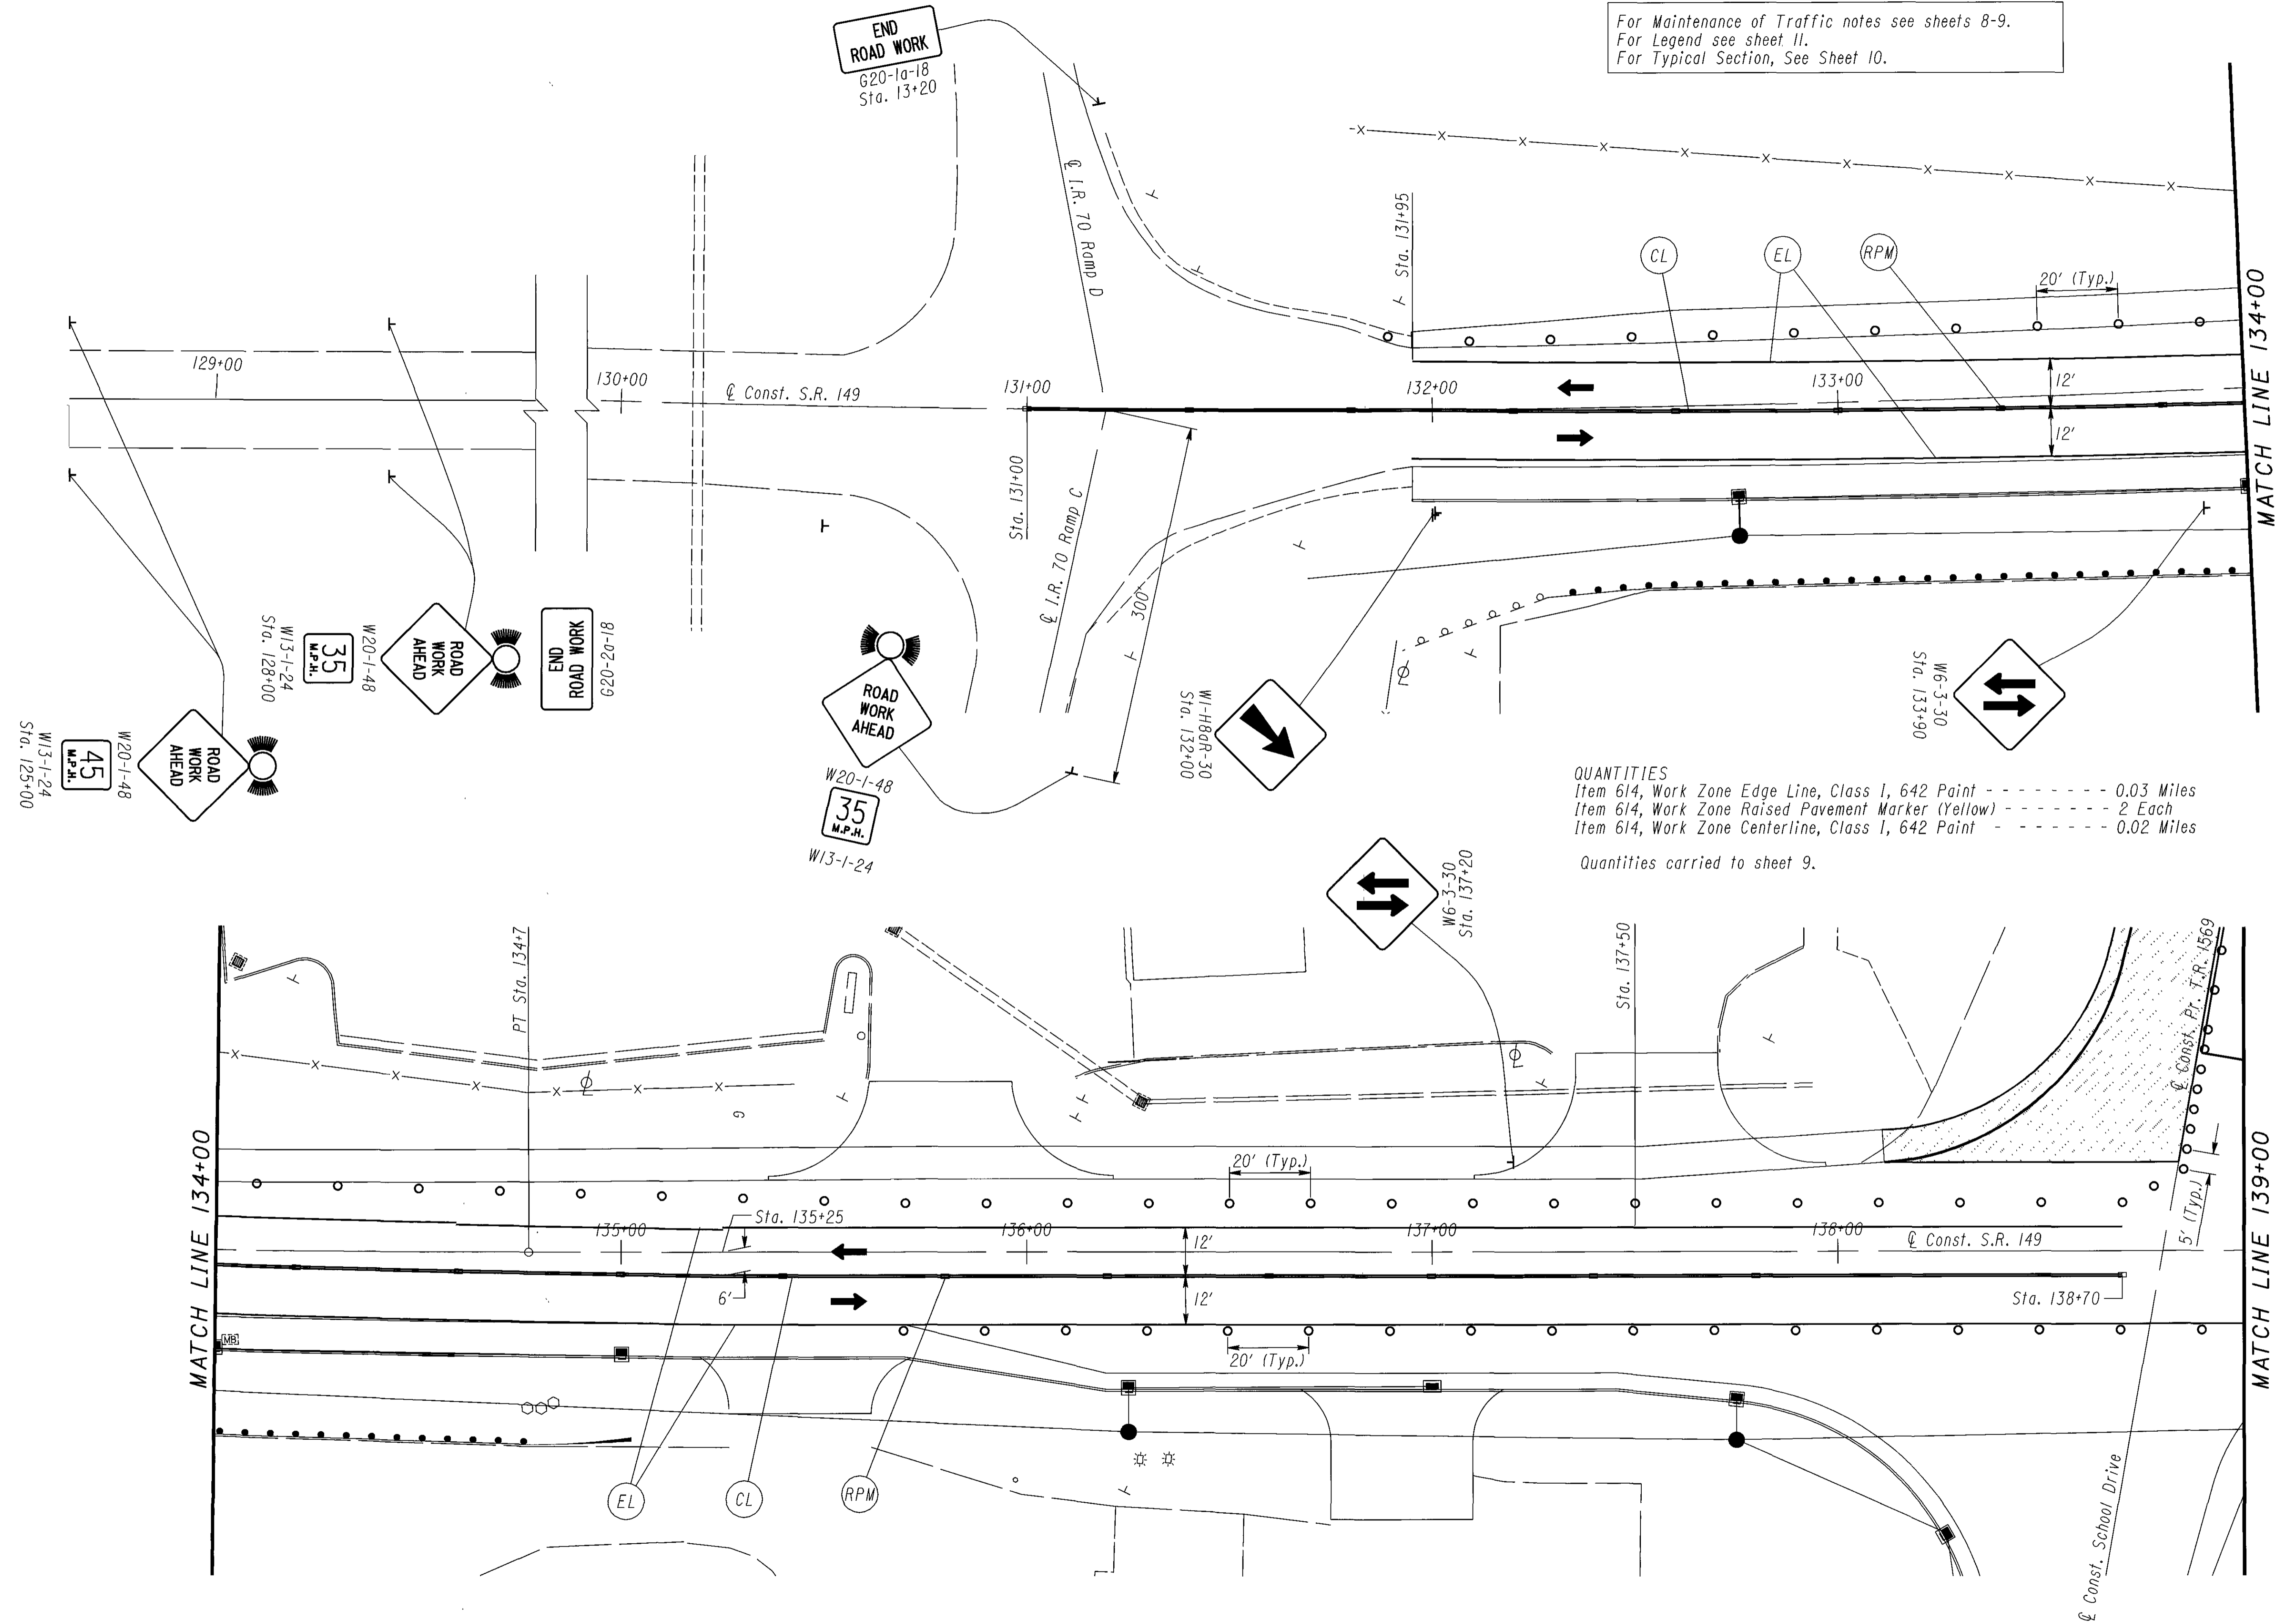 For Maintenance of Traffic notes see sheets 8-9.
For Legend see sheet 11.
For Typical Section, See Sheet 10.
END
ROAD WORK
G20-1a-18
Sta. 13+20
℄ I.R. 70 Ramp D
Sta. 131+95
CL
EL
RPM
20' (Typ.)
MATCH LINE 134+00
129+00
130+00
℄ Const. S.R. 149
131+00
132+00
133+00
12'
12'
Sta. 131+00
℄ I.R. 70 Ramp C
300'
ROAD
WORK
AHEAD
45
M.P.H.
W20-1-48
W13-1-24
Sta. 125+00
ROAD
WORK
AHEAD
35
M.P.H.
W20-1-48
W13-1-24
Sta. 128+00
END
ROAD WORK
G20-2a-18
ROAD
WORK
AHEAD
W20-1-48
35
M.P.H.
W13-1-24
W1-H8aR-30
Sta. 132+00
W6-3-30
Sta. 133+90
QUANTITIES
Item 614, Work Zone Edge Line, Class I, 642 Paint - - - - - - - - 0.03 Miles
Item 614, Work Zone Raised Pavement Marker (Yellow) - - - - - - - 2 Each
Item 614, Work Zone Centerline, Class I, 642 Paint - - - - - - - 0.02 Miles
Quantities carried to sheet 9.
W6-3-30
Sta. 137+20
MATCH LINE 134+00
PT Sta. 134+7
Sta. 137+50
℄ Const. Pr. T.R. 1569
G
20' (Typ.)
5' (Typ.)
135+00
Sta. 135+25
136+00
137+00
138+00
℄ Const. S.R. 149
12'
12'
6'
Sta. 138+70
MB
20' (Typ.)
EL
CL
RPM
℄ Const. School Drive
MATCH LINE 139+00